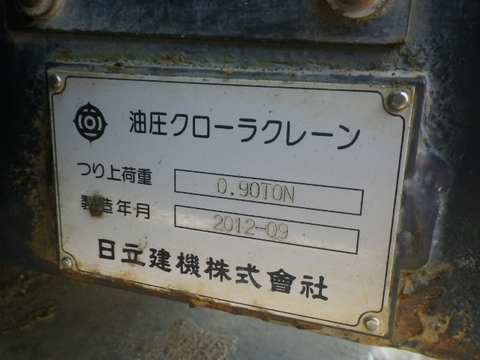 油圧クローラクレーン
つり上荷重 0.90TON
製造年月 2012-09
日立建機株式會社